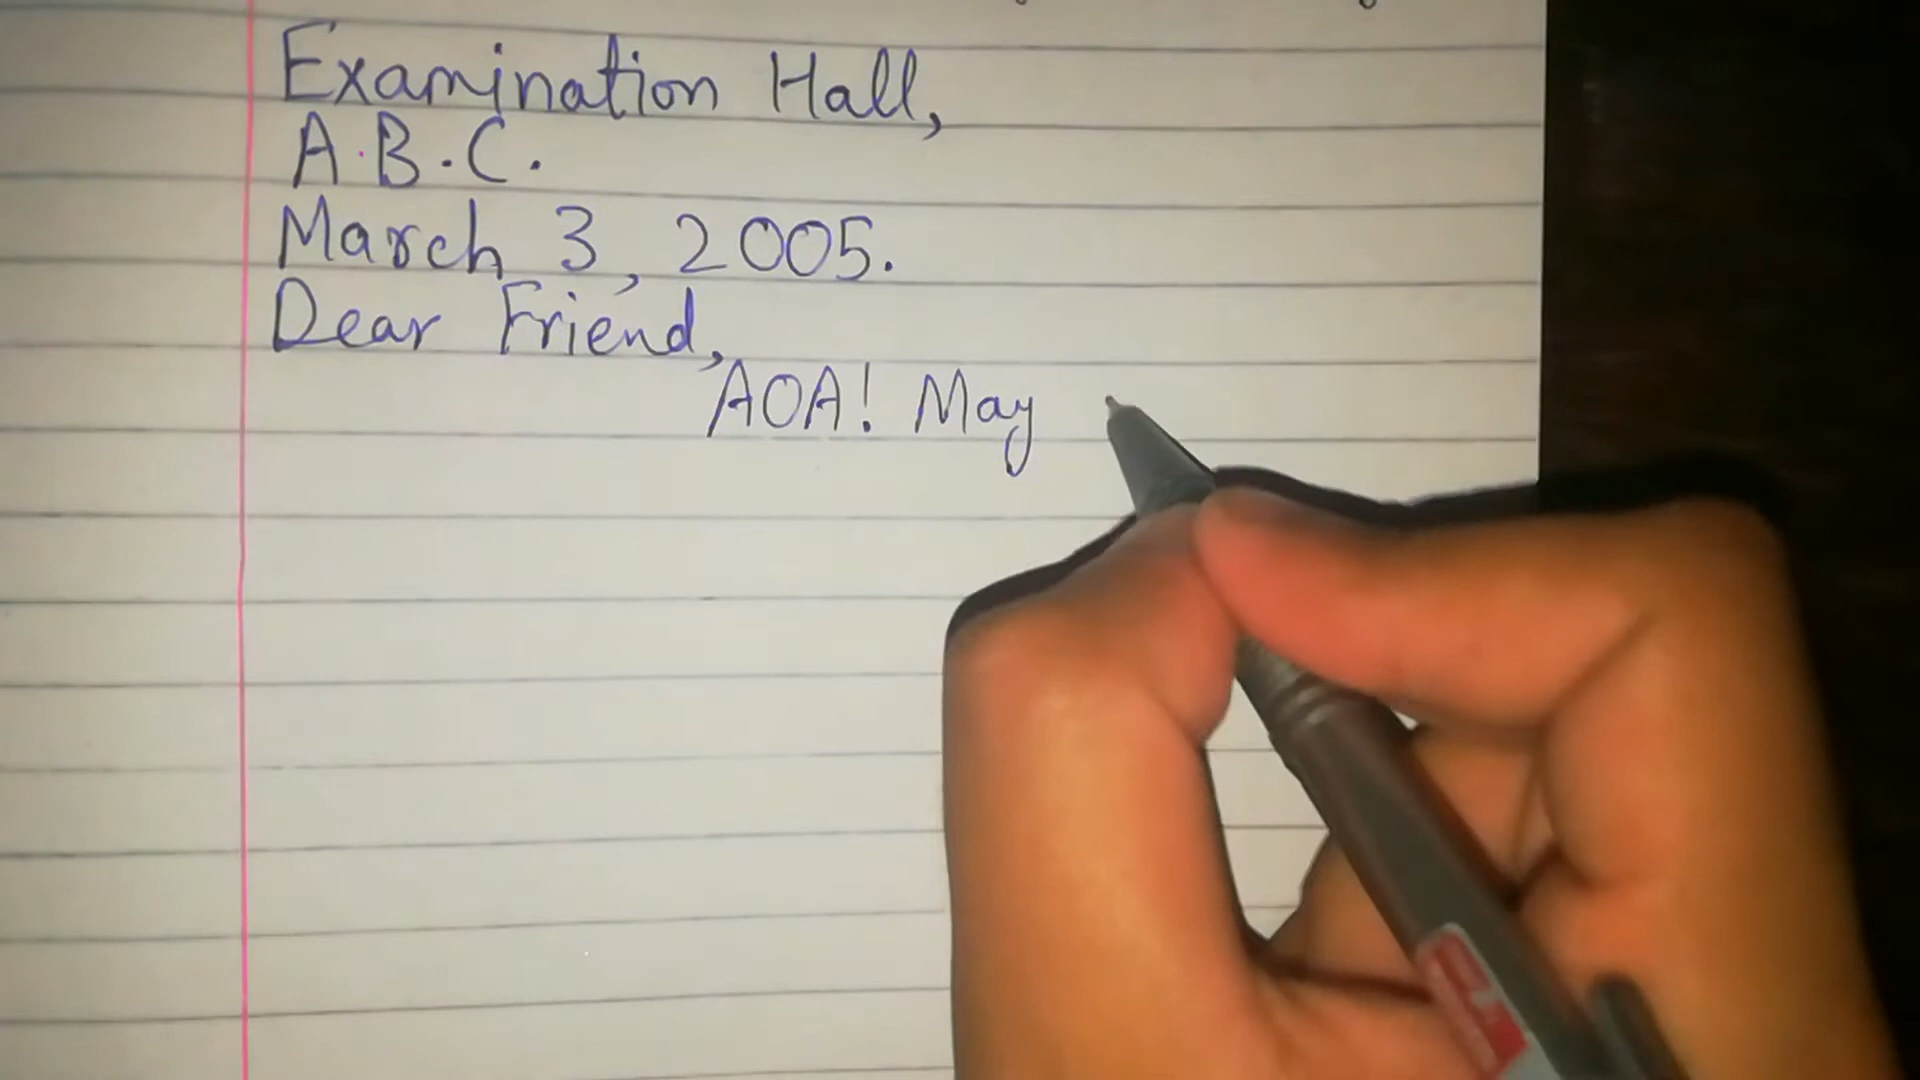 Examination Hall,
A.B.C.
March 3, 2005.
Dear Friend,
AOA! May